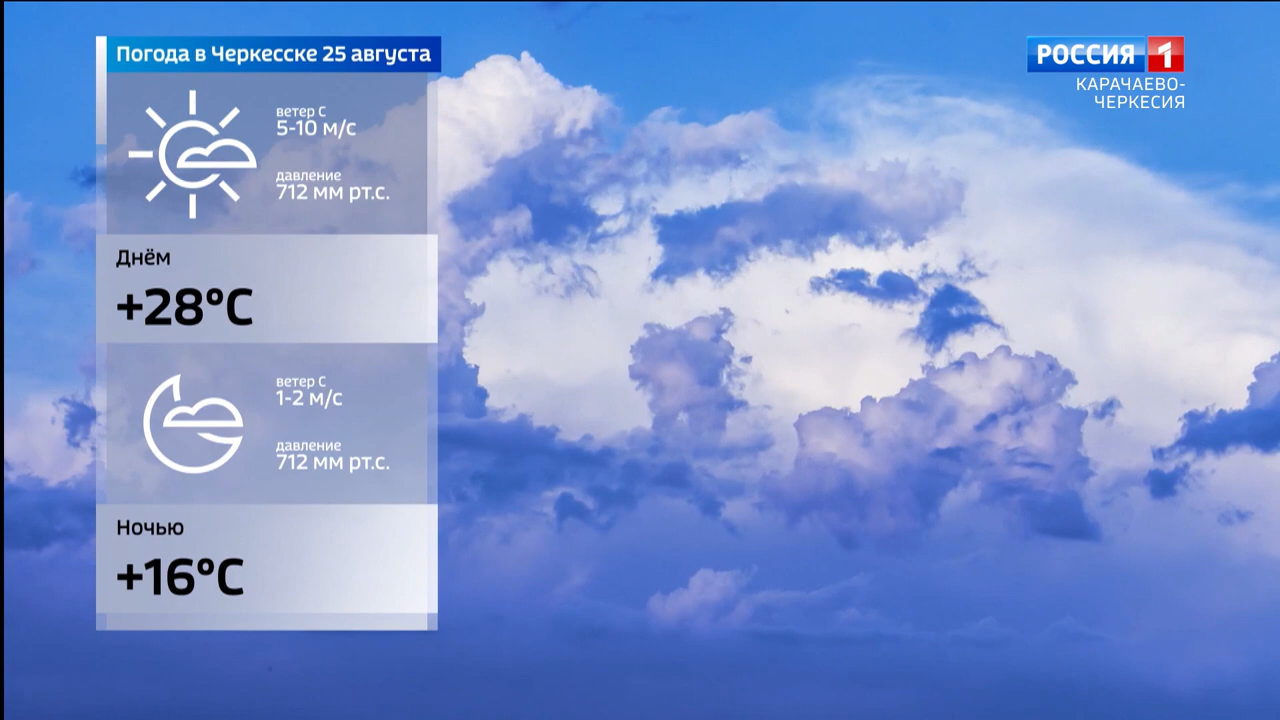 Погода в Черкесске 25 августа
ветер С
5-10 м/с
давление
712 мм рт.с.
Днём
+28°C
ветер С
1-2 м/с
давление
712 мм рт.с.
Ночью
+16°C
РОССИЯ 1
КАРАЧАЕВО-
ЧЕРКЕСИЯ